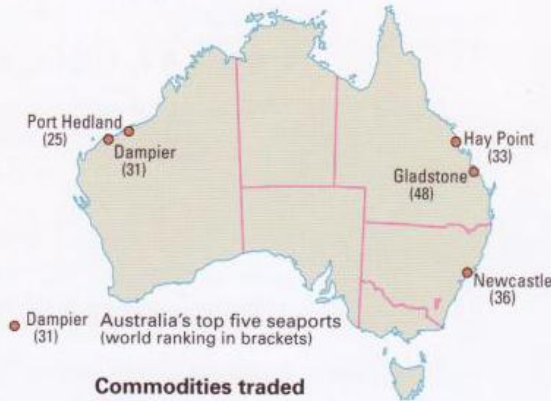 Port Hedland
(25)
Dampier
(31)
Hay Point
(33)
Gladstone
(48)
Newcastle
(36)
Dampier
(31)
Australia's top five seaports
(world ranking in brackets)
Commodities traded